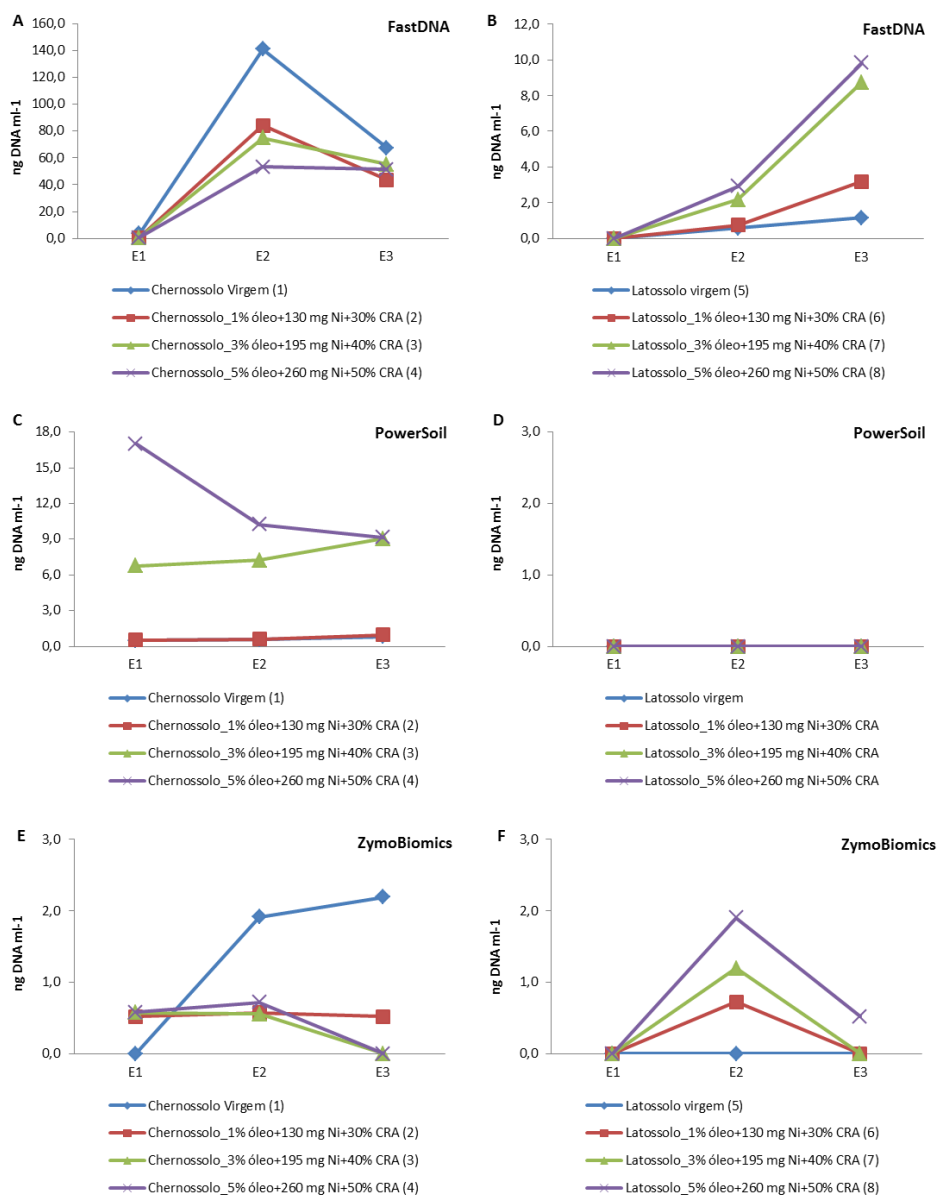 A
FastDNA
160,0
140,0
120,0
100,0
80,0
60,0
40,0
20,0
0,0
ng DNA ml-1
E1 E2 E3
Chernossolo Virgem (1)
Chernossolo_1% óleo+130 mg Ni+30% CRA (2)
Chernossolo_3% óleo+195 mg Ni+40% CRA (3)
Chernossolo_5% óleo+260 mg Ni+50% CRA (4)
B
FastDNA
12,0
10,0
8,0
6,0
4,0
2,0
0,0
ng DNA ml-1
E1 E2 E3
Latossolo virgem (5)
Latossolo_1% óleo+130 mg Ni+30% CRA (6)
Latossolo_3% óleo+195 mg Ni+40% CRA (7)
Latossolo_5% óleo+260 mg Ni+50% CRA (8)
C
PowerSoil
18,0
15,0
12,0
9,0
6,0
3,0
0,0
ng DNA ml-1
E1 E2 E3
Chernossolo Virgem (1)
Chernossolo_1% óleo+130 mg Ni+30% CRA (2)
Chernossolo_3% óleo+195 mg Ni+40% CRA (3)
Chernossolo_5% óleo+260 mg Ni+50% CRA (4)
D
PowerSoil
3,0
2,0
1,0
0,0
ng DNA ml-1
E1 E2 E3
Latossolo virgem
Latossolo_1% óleo+130 mg Ni+30% CRA
Latossolo_3% óleo+195 mg Ni+40% CRA
Latossolo_5% óleo+260 mg Ni+50% CRA
E
ZymoBiomics
3,0
2,0
1,0
0,0
ng DNA ml-1
E1 E2 E3
Chernossolo Virgem (1)
Chernossolo_1% óleo+130 mg Ni+30% CRA (2)
Chernossolo_3% óleo+195 mg Ni+40% CRA (3)
Chernossolo_5% óleo+260 mg Ni+50% CRA (4)
F
ZymoBiomics
3,0
2,0
1,0
0,0
ng DNA ml-1
E1 E2 E3
Latossolo virgem (5)
Latossolo_1% óleo+130 mg Ni+30% CRA (6)
Latossolo_3% óleo+195 mg Ni+40% CRA (7)
Latossolo_5% óleo+260 mg Ni+50% CRA (8)